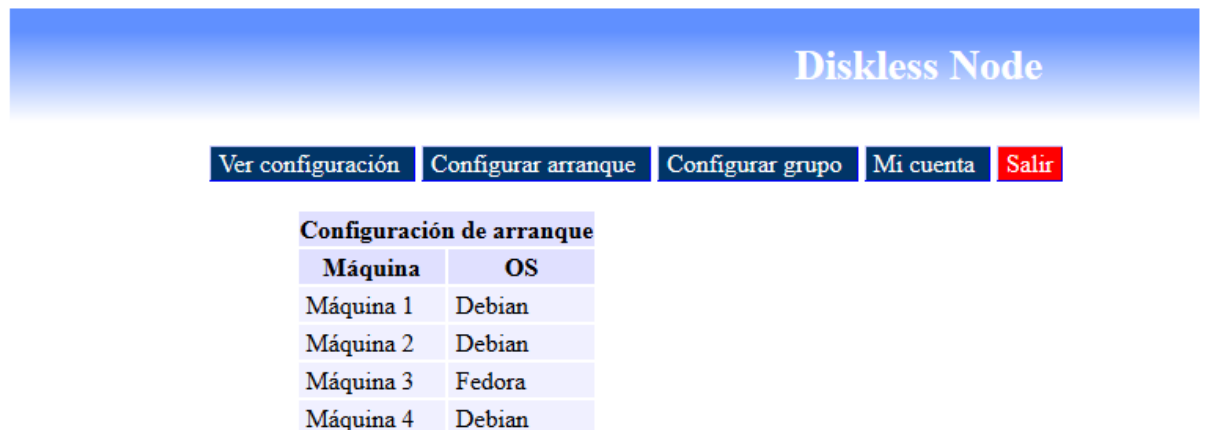 Diskless Node
Ver configuración Configurar arranque Configurar grupo Mi cuenta Salir
Configuración de arranque
Máquina OS
Máquina 1 Debian
Máquina 2 Debian
Máquina 3 Fedora
Máquina 4 Debian